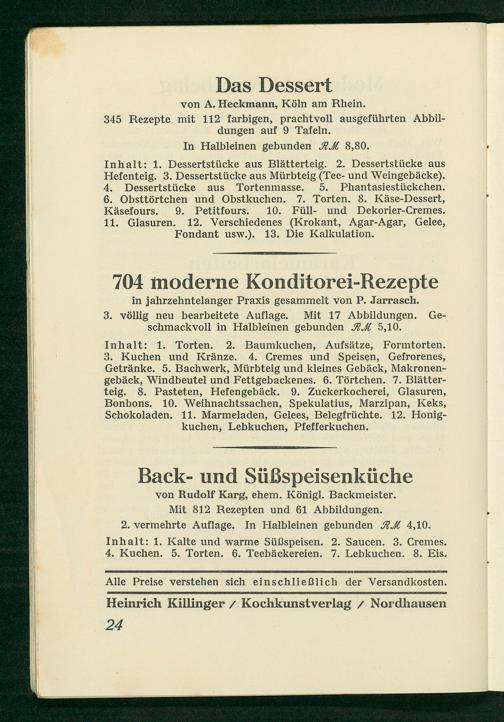 Das Dessert
von A. Heckmann, Köln am Rhein.
345 Rezepte mit 112 farbigen, prachtvoll ausgeführten Abbil-
dungen auf 9 Tafeln.
In Halbleinen gebunden RM 8,80.
Inhalt: 1. Dessertstücke aus Blätterteig. 2. Dessertstücke aus
Hefenteig. 3. Dessertstücke aus Mürbteig (Tee- und Weingebäcke).
4. Dessertstücke aus Tortenmasse. 5. Phantasiestückchen.
6. Obsttörtchen und Obstkuchen. 7. Torten. 8. Käse-Dessert,
Käsefours. 9. Petitfours. 10. Füll- und Dekorier-Cremes.
11. Glasuren. 12. Verschiedenes (Krokant, Agar-Agar, Gelee,
Fondant usw.). 13. Die Kalkulation.
704 moderne Konditorei-Rezepte
in jahrzehntelanger Praxis gesammelt von P. Jarrasch.
3. völlig neu bearbeitete Auflage. Mit 17 Abbildungen. Ge-
schmackvoll in Halbleinen gebunden RM 5,10.
Inhalt: 1. Torten. 2. Baumkuchen, Aufsätze, Formtorten.
3. Kuchen und Kränze. 4. Cremes und Speisen, Gefrorenes,
Getränke. 5. Bachwerk, Mürbteig und kleines Gebäck, Makronen-
gebäck, Windbeutel und Fettgebackenes. 6. Törtchen. 7. Blätter-
teig. 8. Pasteten, Hefengebäck. 9. Zuckerkocherei, Glasuren,
Bonbons. 10. Weihnachtssachen, Spekulatius, Marzipan, Keks,
Schokoladen. 11. Marmeladen, Gelees, Belegfrüchte. 12. Honig-
kuchen, Lebkuchen, Pfefferkuchen.
Back- und Süßspeisenküche
von Rudolf Karg, ehem. Königl. Backmeister.
Mit 812 Rezepten und 61 Abbildungen.
2. vermehrte Auflage. In Halbleinen gebunden RM 4,10.
Inhalt: 1. Kalte und warme Süßspeisen. 2. Saucen. 3. Cremes.
4. Kuchen. 5. Torten. 6. Teebäckereien. 7. Lebkuchen. 8. Eis.
Alle Preise verstehen sich einschließlich der Versandkosten.
Heinrich Killinger / Kochkunstverlag / Nordhausen
24